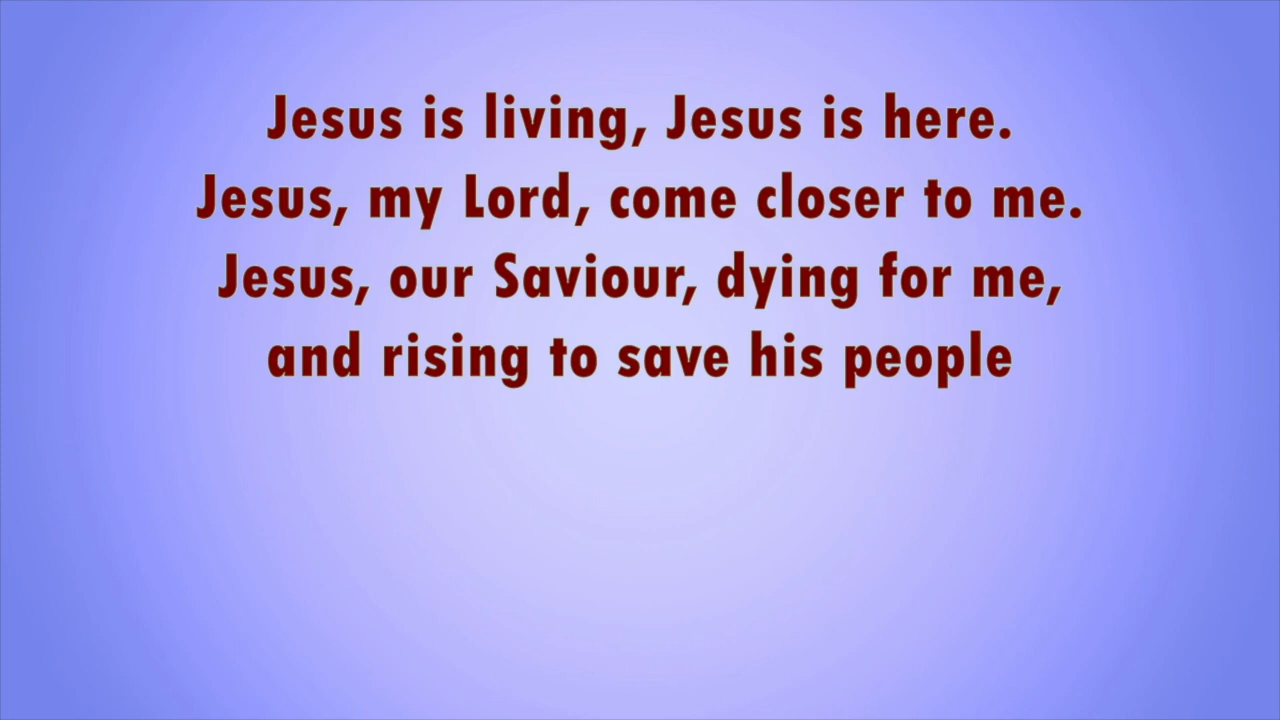 Jesus is living, Jesus is here.
Jesus, my Lord, come closer to me.
Jesus, our Saviour, dying for me,
and rising to save his people